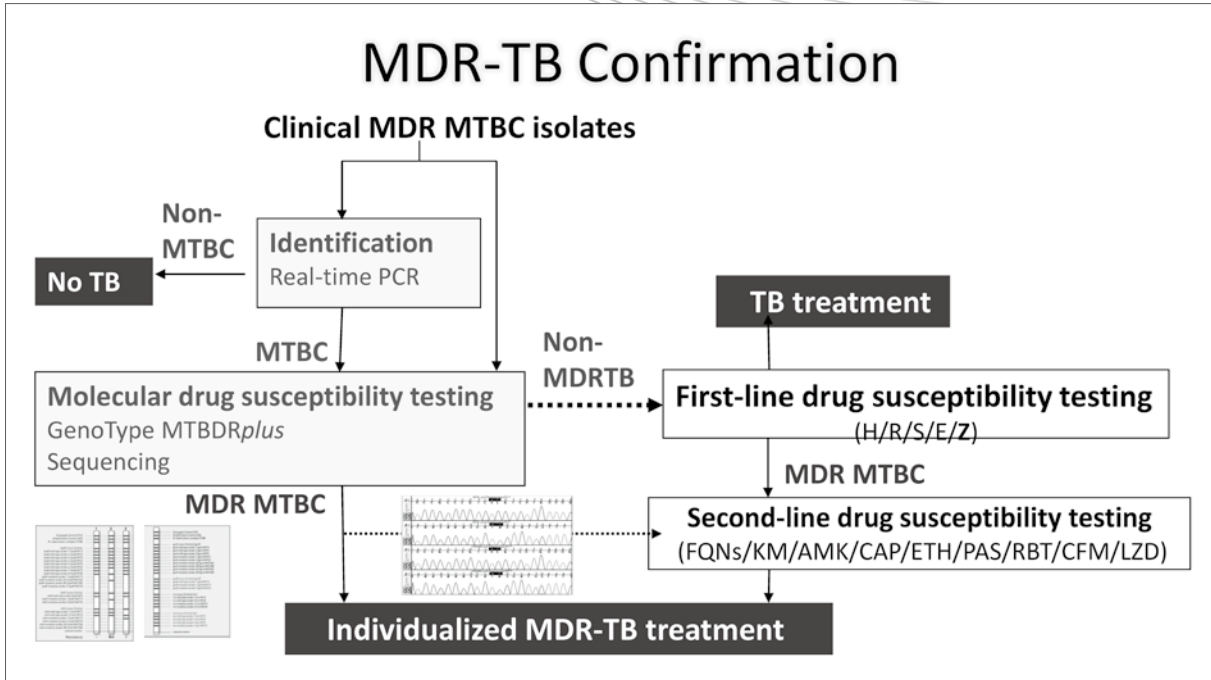 MDR-TB Confirmation
Clinical MDR MTBC isolates
Non-
MTBC
Identification
Real-time PCR
No TB
TB treatment
MTBC
Non-
MDRTB
Molecular drug susceptibility testing
GenoType MTBDRplus
Sequencing
First-line drug susceptibility testing
(H/R/S/E/Z)
MDR MTBC
MDR MTBC
Second-line drug susceptibility testing
(FQNs/KM/AMK/CAP/ETH/PAS/RBT/CFM/LZD)
Individualized MDR-TB treatment